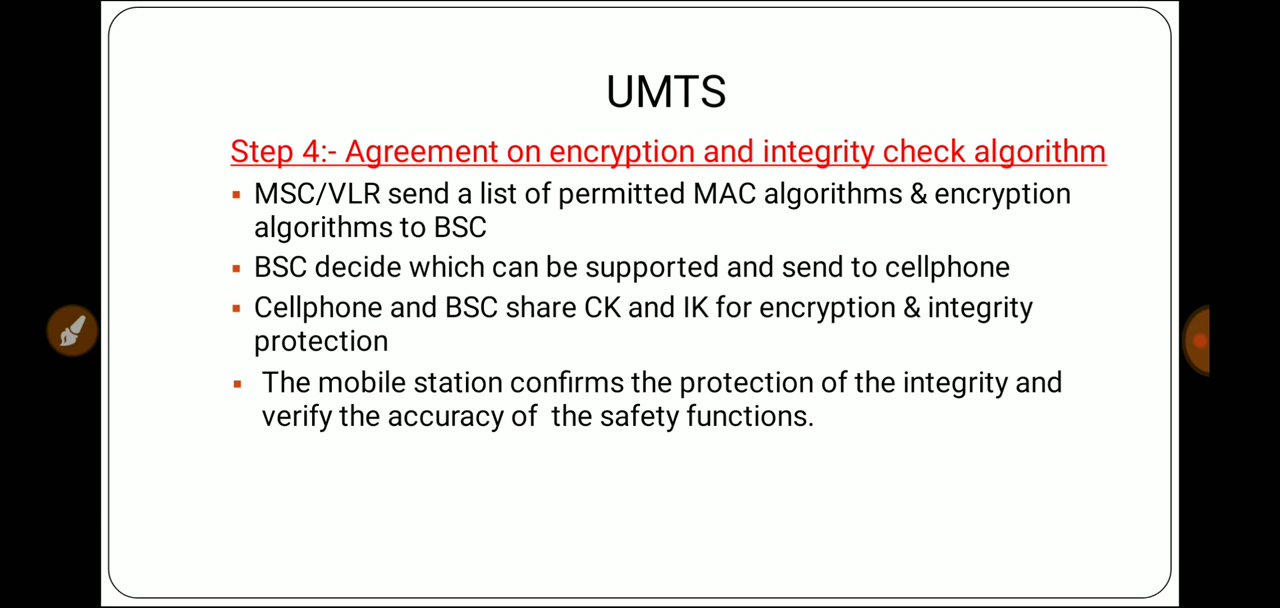 UMTS
Step 4:- Agreement on encryption and integrity check algorithm
▪ MSC/VLR send a list of permitted MAC algorithms & encryption
algorithms to BSC
▪ BSC decide which can be supported and send to cellphone
▪ Cellphone and BSC share CK and IK for encryption & integrity
protection
▪ The mobile station confirms the protection of the integrity and
verify the accuracy of  the safety functions.